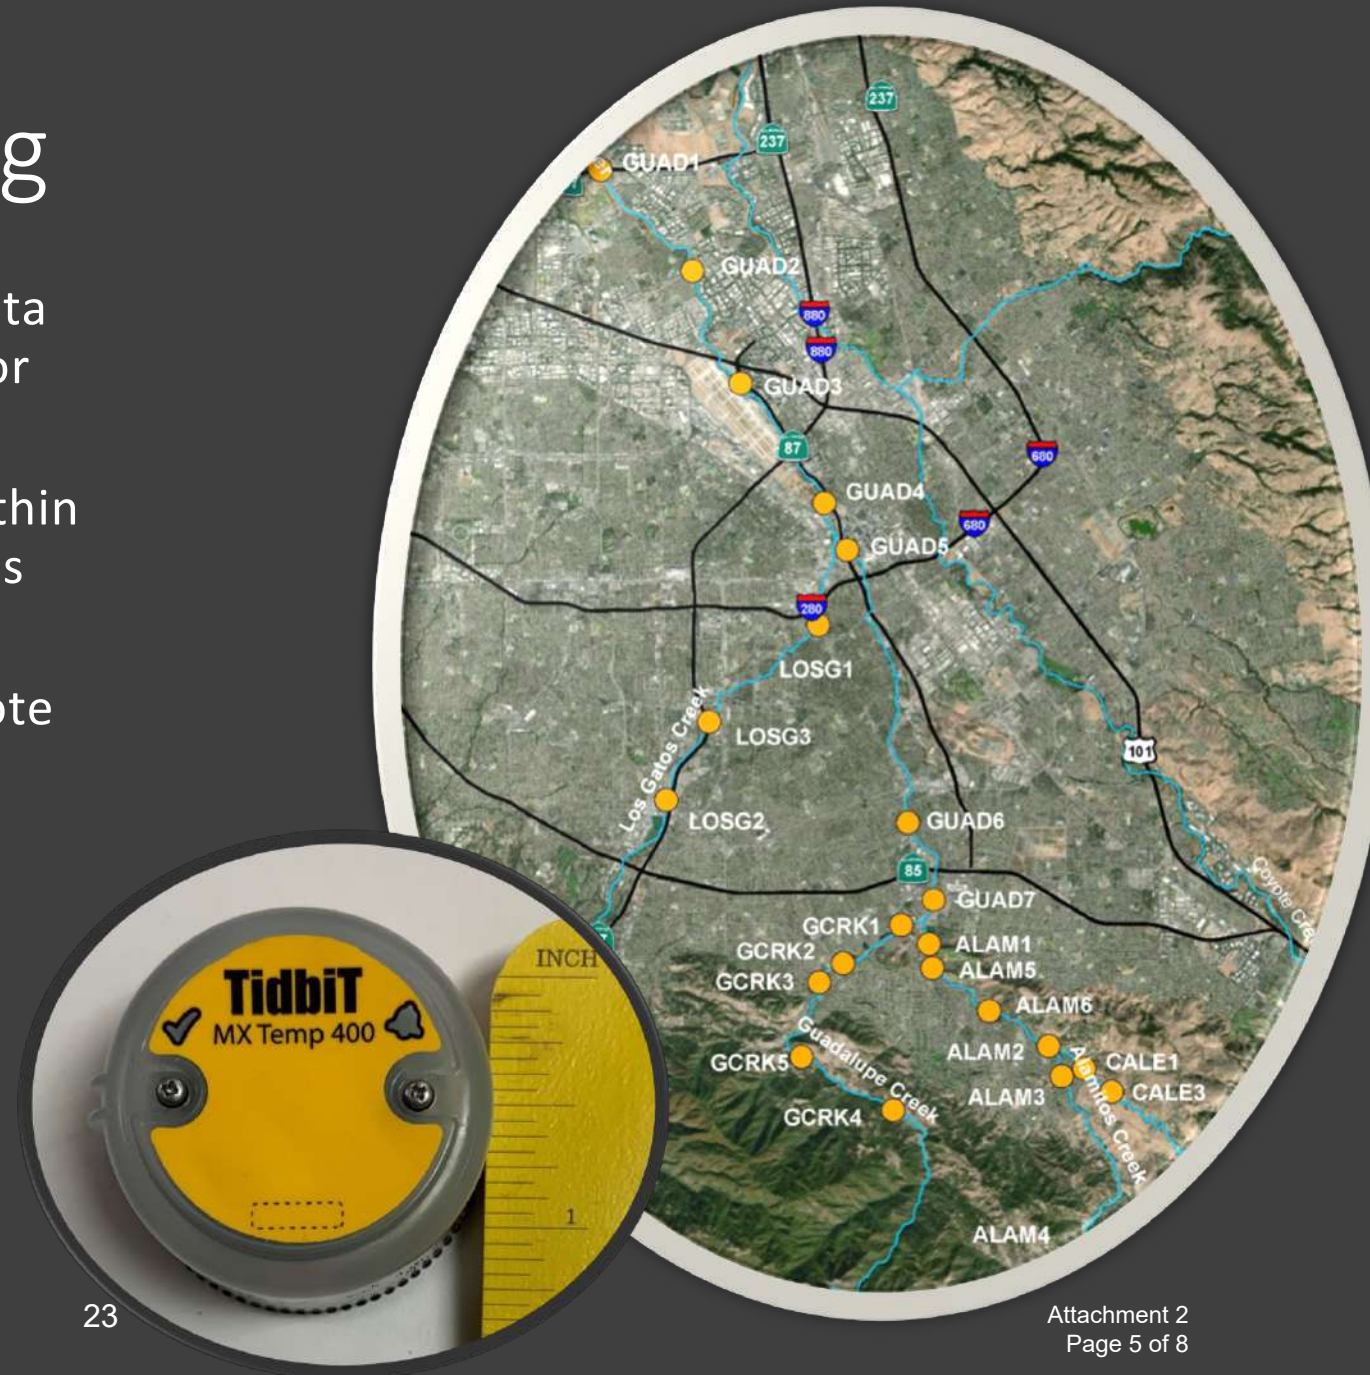 g
ta
or
thin
s
ote
237
237
GUAD1
GUAD2
880
880
GUAD3
87
GUAD4
680
680
GUAD5
280
LOSG1
Los Gatos Creek
LOSG3
101
LOSG2
GUAD6
85
Coyote Cre
GUAD7
GCRK1
ALAM1
GCRK2
ALAM5
GCRK3
ALAM6
Guadalupe Creek
ALAM2
CALE1
GCRK5
Alamitos Creek
ALAM3
CALE3
GCRK4
ALAM4
INCH
TidbiT
MX Temp 400
1
23
Attachment 2
Page 5 of 8